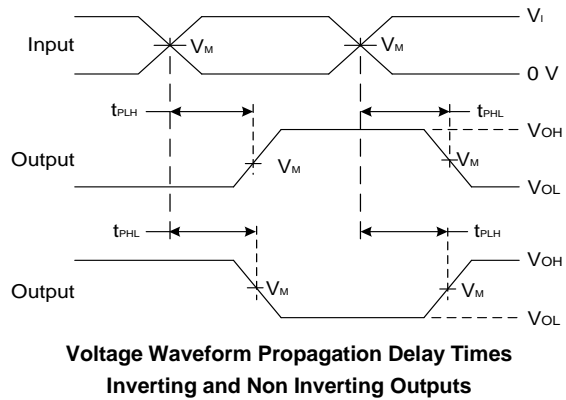 VI
Input VM VM
0 V
tPLH tPHL
VOH
Output VM VM
VOL
tPHL tPLH
VOH
Output VM VM
VOL
Voltage Waveform Propagation Delay Times
Inverting and Non Inverting Outputs